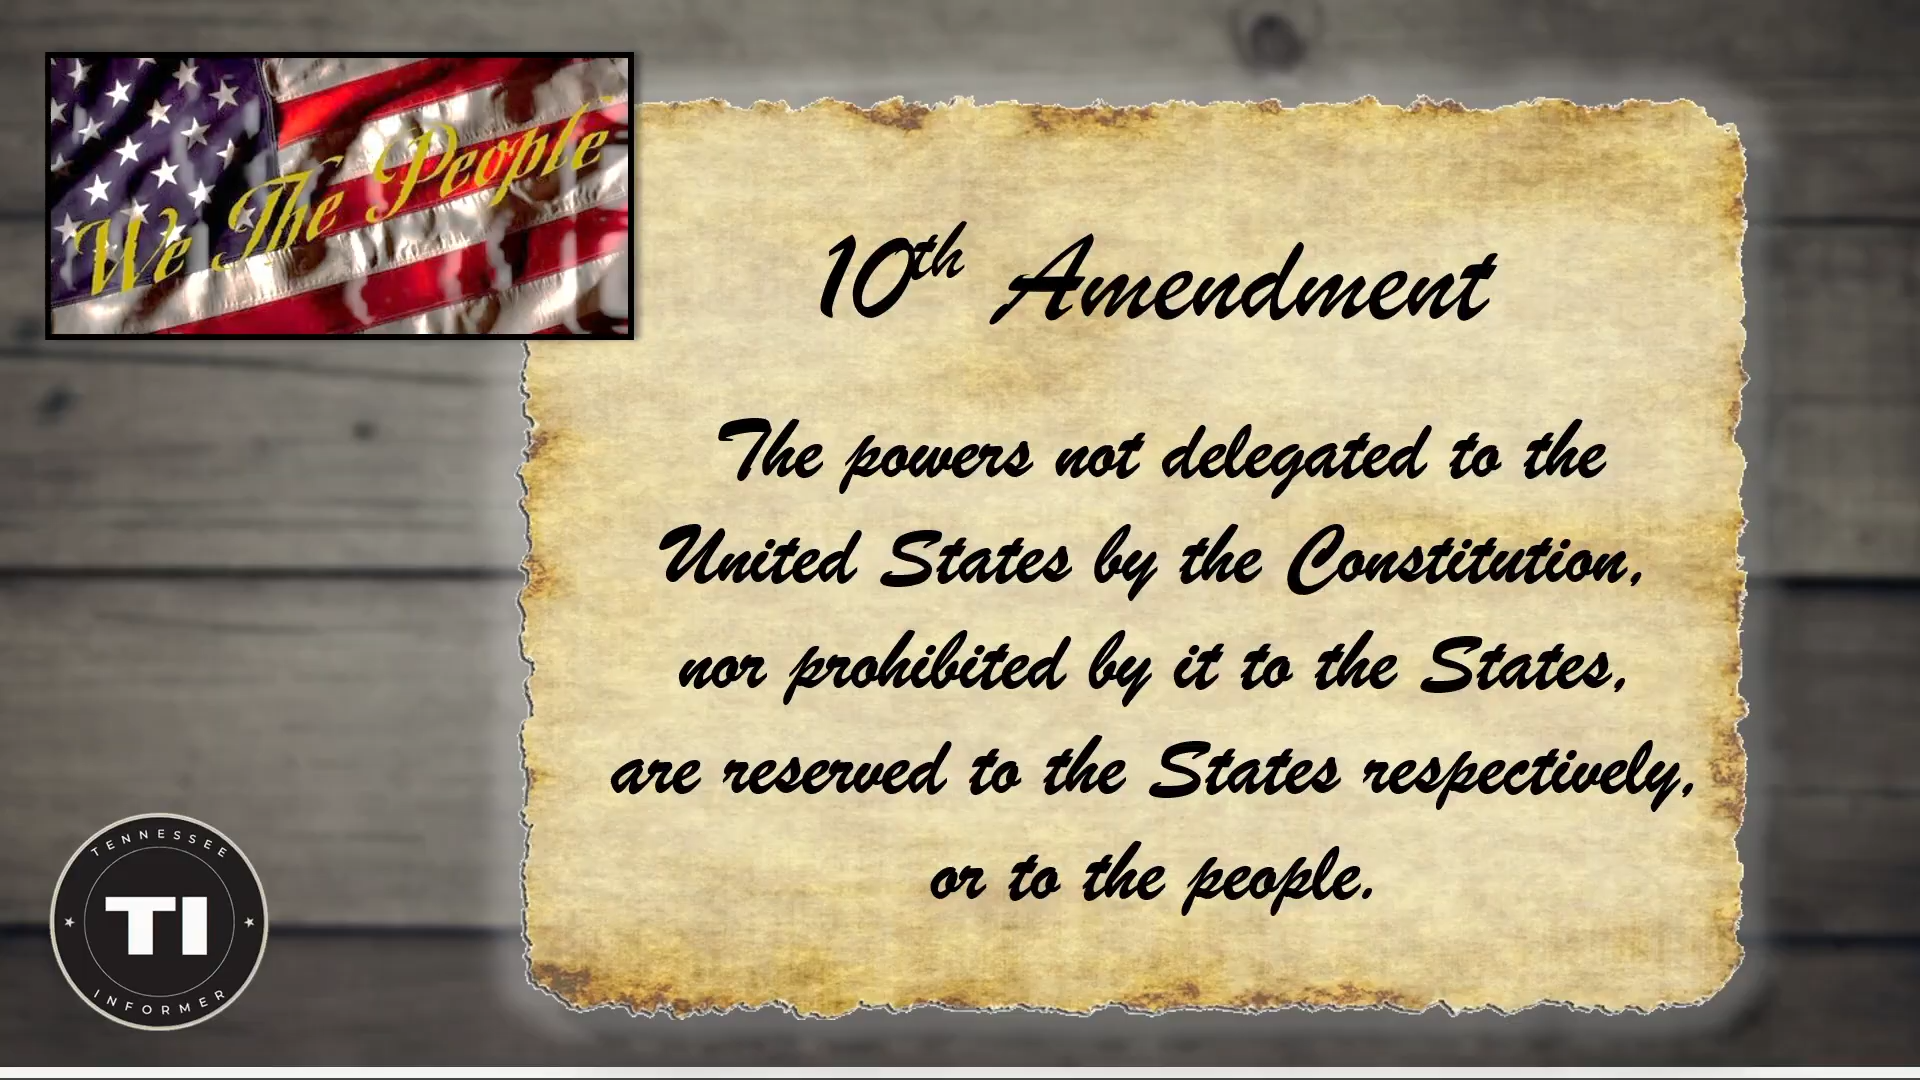 We The People
10th Amendment
The powers not delegated to the
United States by the Constitution,
nor prohibited by it to the States,
are reserved to the States respectively,
or to the people.
TENNESSEE
TI
INFORMER